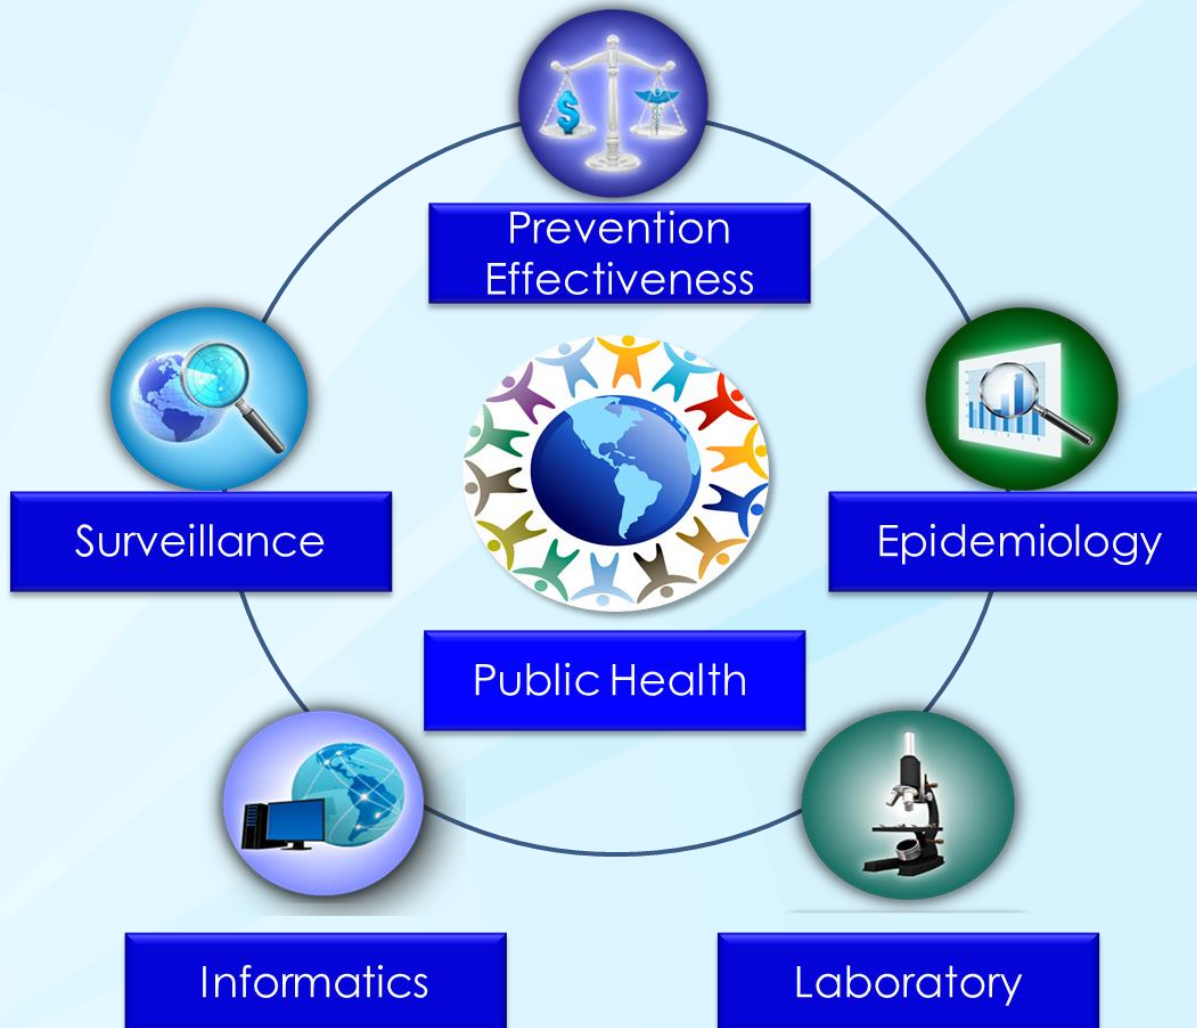 $
Prevention
Effectiveness
Surveillance
Epidemiology
Public Health
Informatics
Laboratory